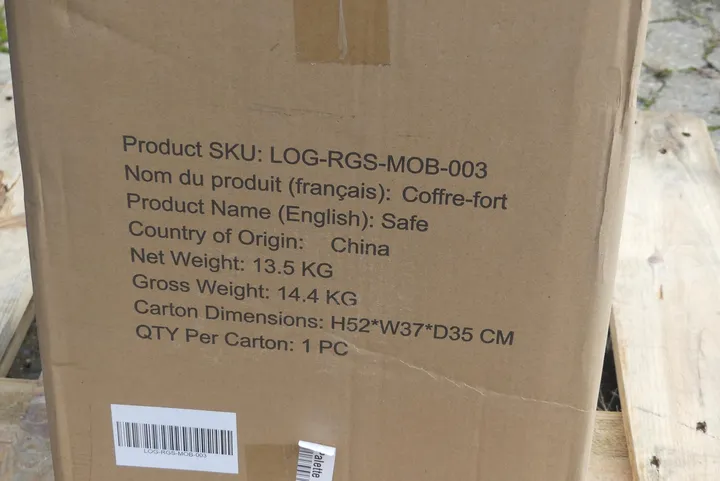 Product SKU: LOG-RGS-MOB-003
Nom du produit (français): Coffre-fort
Product Name (English): Safe
Country of Origin: China
Net Weight: 13.5 KG
Gross Weight: 14.4 KG
Carton Dimensions: H52*W37*D35 CM
QTY Per Carton: 1 PC
LOG-RGS-MOB-003
alette